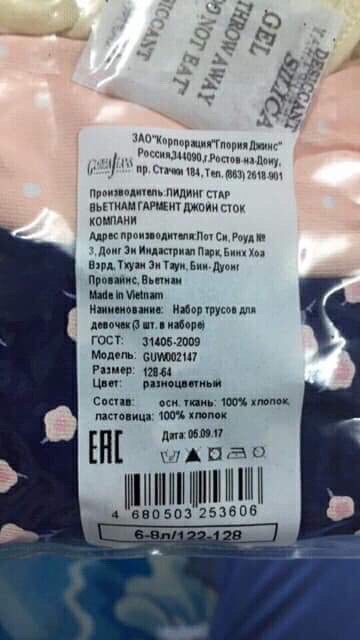 DESICCANT
SILICA
GEL
THROW AWAY
DO NOT EAT
DESICCANT
ЗАО"Корпорация"Глория Джинс"
Россия,344090,г.Ростов-на-Дону,
пр. Стачки 184, Тел. (863) 2618-901
GLORIA JEANS
Производитель:ЛИДИНГ СТАР
ВЬЕТНАМ ГАРМЕНТ ДЖОЙН СТОК
КОМПАНИ
Адрес производителя:Лот Си, Роуд №
3, Донг Эн Индастриал Парк, Бинх Хоа
Вэрд, Тхуан Эн Таун, Бин-Дуонг
Провайнс, Вьетнам
Made in Vietnam
Наименование: Набор трусов для
девочек (3 шт. в наборе)
ГОСТ: 31405-2009
Модель: GUW002147
Размер: 128-64
Цвет: разноцветный
Состав: осн. ткань: 100% хлопок,
ластовица: 100% хлопок
EAC
Дата: 05.09.17
4 680503 253606
6-8л/122-128